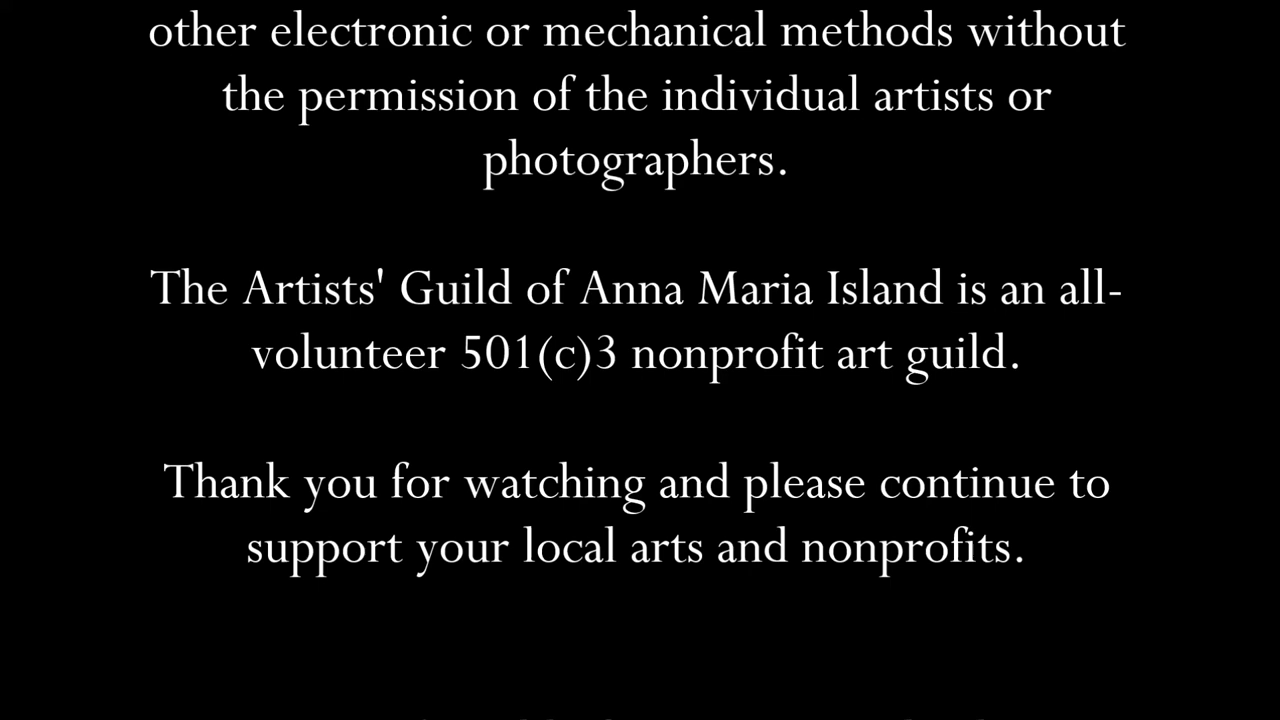 other electronic or mechanical methods without
the permission of the individual artists or
photographers.
The Artists' Guild of Anna Maria Island is an all-
volunteer 501(c)3 nonprofit art guild.
Thank you for watching and please continue to
support your local arts and nonprofits.